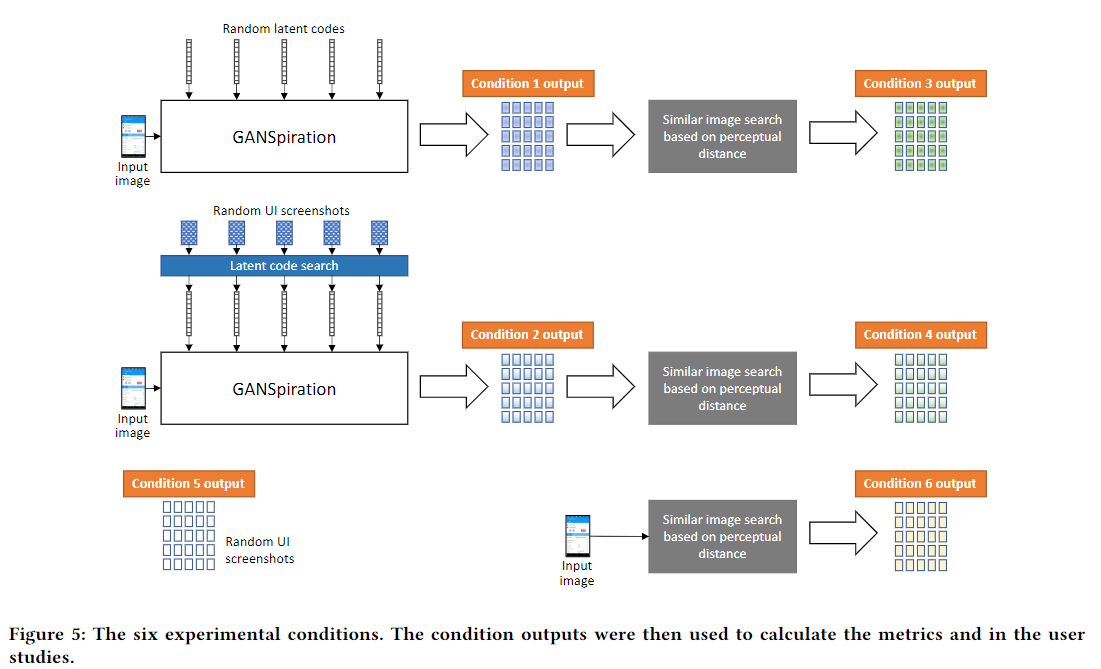 Random latent codes
Condition 1 output
Condition 3 output
GANSpiration
Similar image search
based on perceptual
distance
Input
image
Random UI screenshots
Latent code search
Condition 2 output
Condition 4 output
GANSpiration
Similar image search
based on perceptual
distance
Input
image
Condition 5 output
Random UI
screenshots
Condition 6 output
Similar image search
based on perceptual
distance
Input
image
Figure 5: The six experimental conditions. The condition outputs were then used to calculate the metrics and in the user
studies.